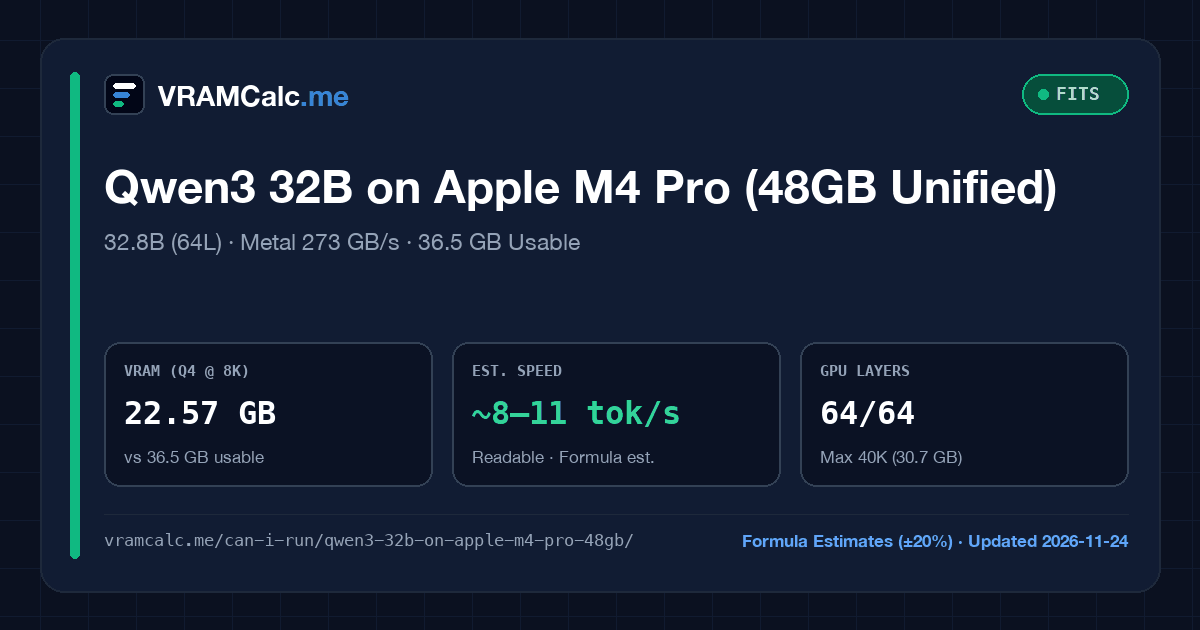 VRAMCalc.me
FITS
Qwen3 32B on Apple M4 Pro (48GB Unified)
32.8B (64L) · Metal 273 GB/s · 36.5 GB Usable
VRAM (Q4 @ 8K)
22.57 GB
vs 36.5 GB usable
EST. SPEED
~8–11 tok/s
Readable · Formula est.
GPU LAYERS
64/64
Max 40K (30.7 GB)
vramcalc.me/can-i-run/qwen3-32b-on-apple-m4-pro-48gb/
Formula Estimates (±20%) · Updated 2026-11-24